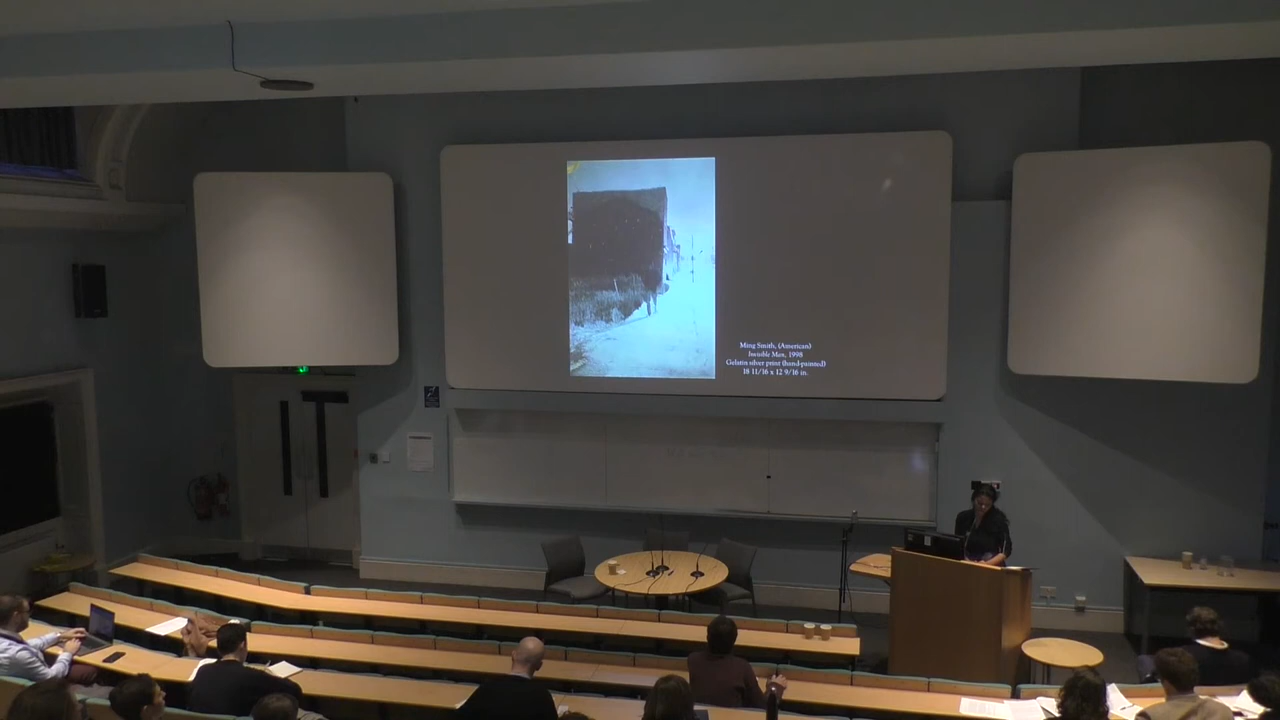 Ming Smith, (American)
Invisible Man, 1998
Gelatin silver print (hand-painted)
18 11/16 x 12 9/16 in.